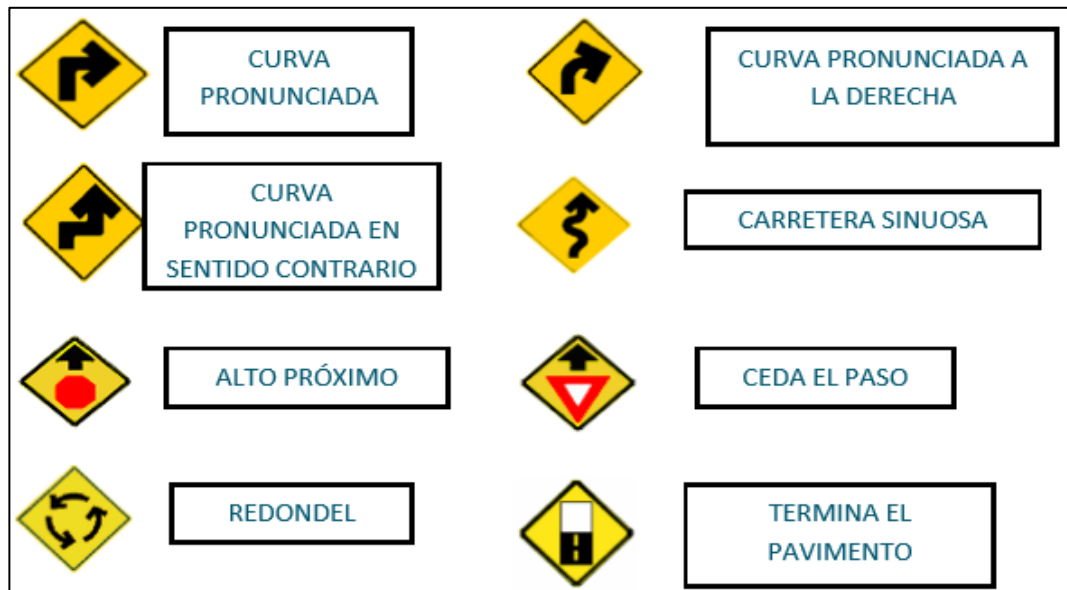 CURVA
PRONUNCIADA
CURVA PRONUNCIADA A
LA DERECHA
CURVA
PRONUNCIADA EN
SENTIDO CONTRARIO
CARRETERA SINUOSA
ALTO PRÓXIMO
CEDA EL PASO
REDONDEL
TERMINA EL
PAVIMENTO